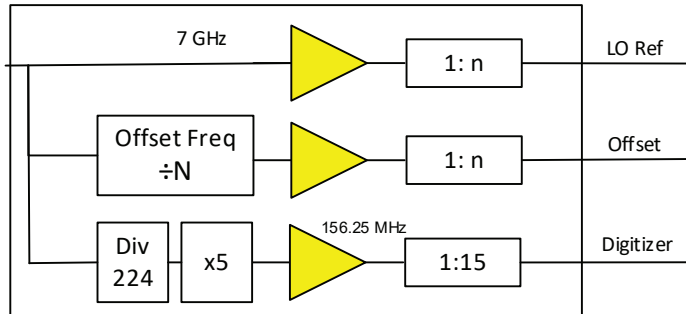 7 GHz
1: n
LO Ref
Offset Freq
÷N
1: n
Offset
Div
224
x5
156.25 MHz
1:15
Digitizer